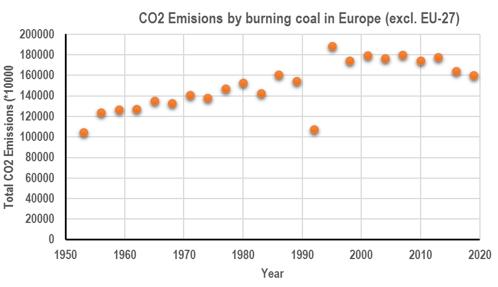 CO2 Emisions by burning coal in Europe (excl. EU-27)
Total CO2 Emissions (*10000
200000
180000
160000
140000
120000
100000
80000
60000
40000
20000
0
1950 1960 1970 1980 1990 2001 2010 2020
Year